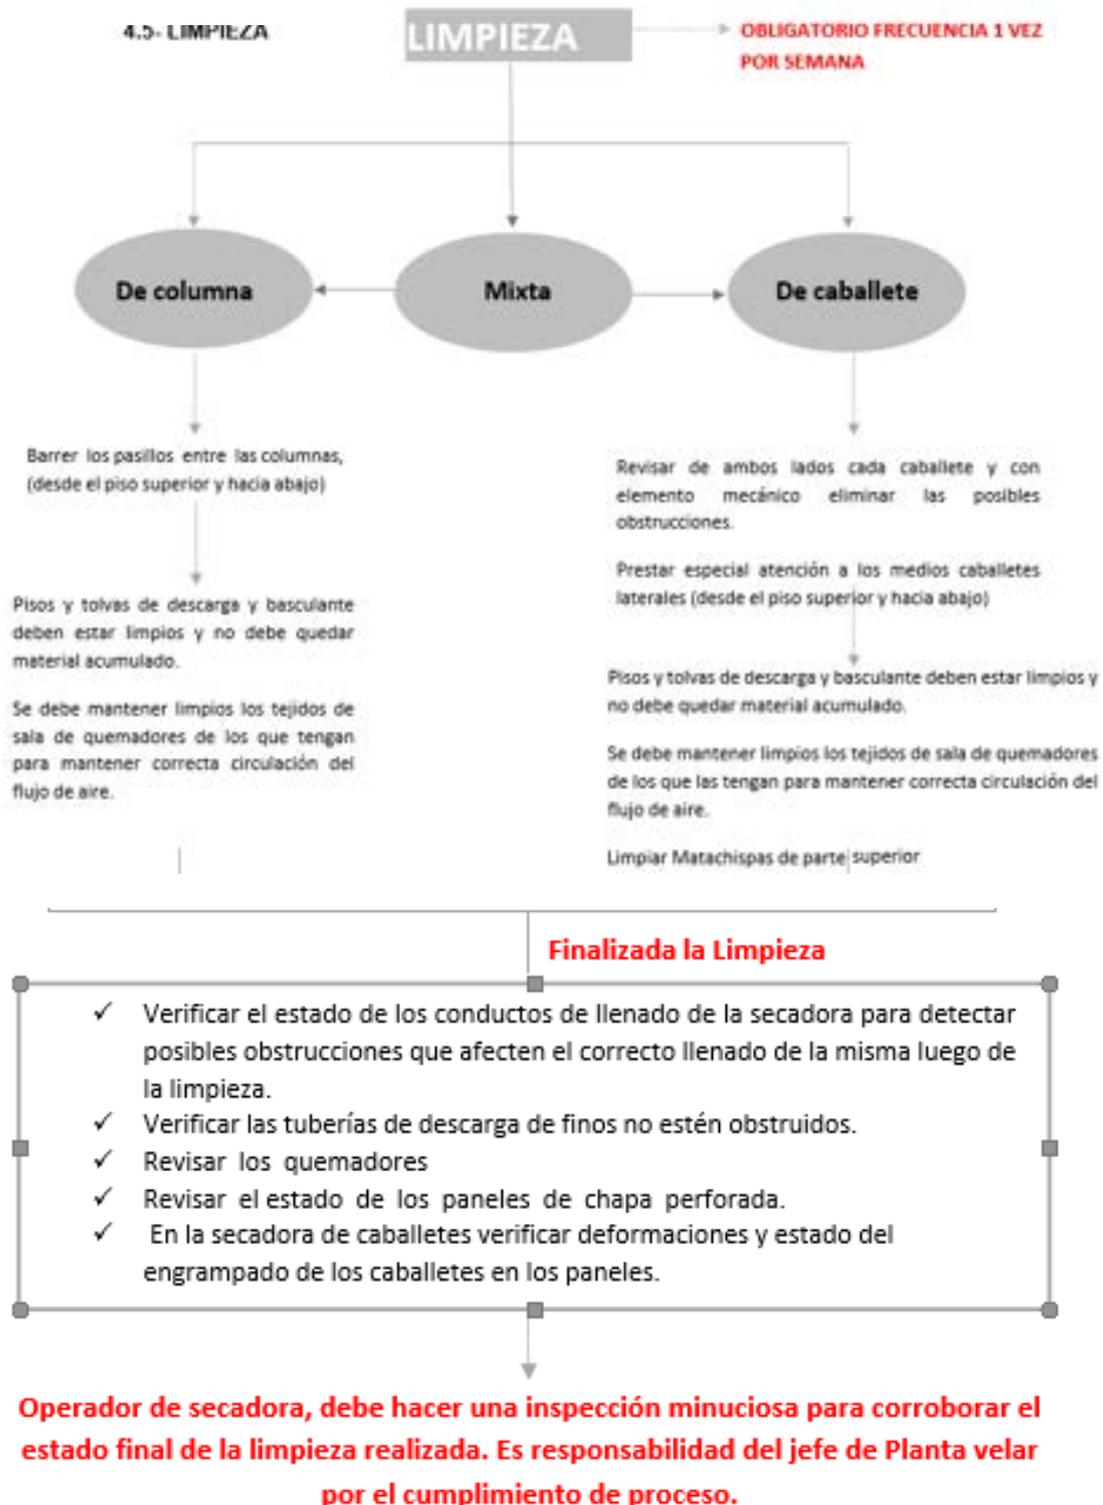 4.5- LIMPIEZA
LIMPIEZA
OBLIGATORIO FRECUENCIA 1 VEZ
POR SEMANA
De columna
Mixta
De caballete
Barrer los pasillos entre las columnas,
(desde el piso superior y hacia abajo)
Pisos y tolvas de descarga y basculante
deben estar limpios y no debe quedar
material acumulado.
Se debe mantener limpios los tejidos de
sala de quemadores de los que tengan
para mantener correcta circulación del
flujo de aire.
Revisar de ambos lados cada caballete y con
elemento mecánico eliminar las posibles
obstrucciones.
Prestar especial atención a los medios caballetes
laterales (desde el piso superior y hacia abajo)
Pisos y tolvas de descarga y basculante deben estar limpios y
no debe quedar material acumulado.
Se debe mantener limpios los tejidos de sala de quemadores
de los que las tengan para mantener correcta circulación del
flujo de aire.
Limpiar Matachispas de parte superior
Finalizada la Limpieza
✓ Verificar el estado de los conductos de llenado de la secadora para detectar
posibles obstrucciones que afecten el correcto llenado de la misma luego de
la limpieza.
✓ Verificar las tuberías de descarga de finos no estén obstruidos.
✓ Revisar los quemadores
✓ Revisar el estado de los paneles de chapa perforada.
✓ En la secadora de caballetes verificar deformaciones y estado del
engrampado de los caballetes en los paneles.
Operador de secadora, debe hacer una inspección minuciosa para corroborar el
estado final de la limpieza realizada. Es responsabilidad del jefe de Planta velar
por el cumplimiento de proceso.